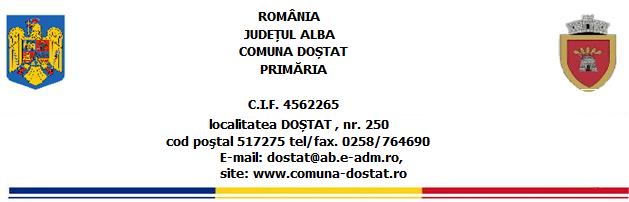 ROMÂNIA
JUDEȚUL ALBA
COMUNA DOȘTAT
PRIMĂRIA
C.I.F. 4562265
localitatea DOȘTAT , nr. 250
cod poştal 517275 tel/fax. 0258/764690
E-mail: dostat@ab.e-adm.ro,
site: www.comuna-dostat.ro